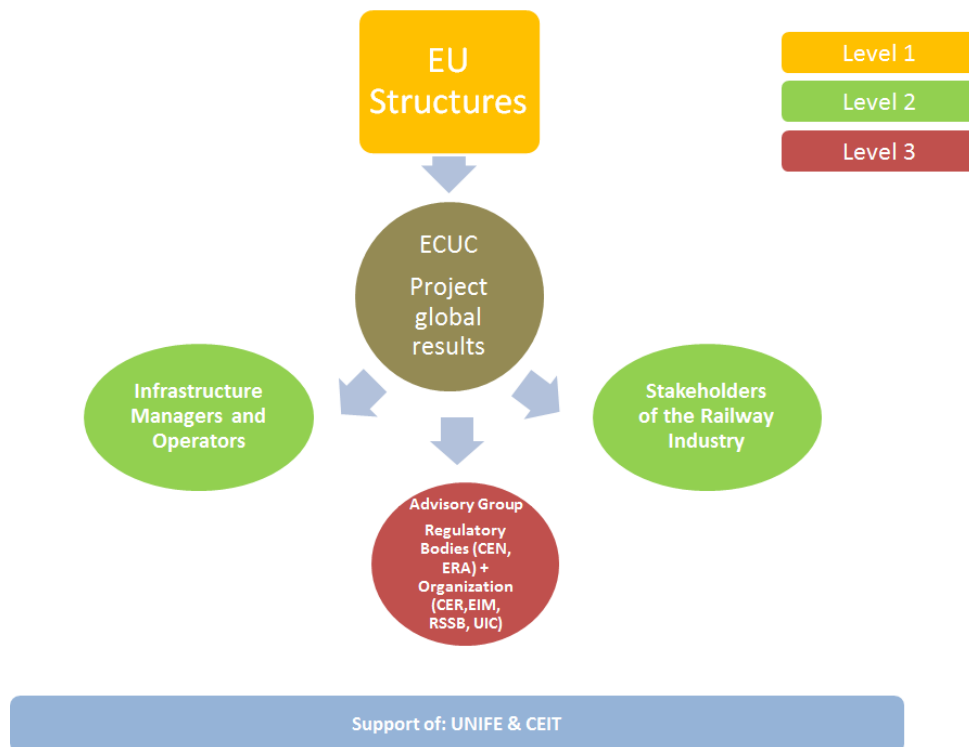 EU
Structures
Level 1
Level 2
Level 3
ECUC
Project
global
results
Infrastructure
Managers and
Operators
Stakeholders
of the Railway
Industry
Advisory Group
Regulatory
Bodies (CEN,
ERA) +
Organization
(CER,EIM,
RSSB, UIC)
Support of: UNIFE & CEIT